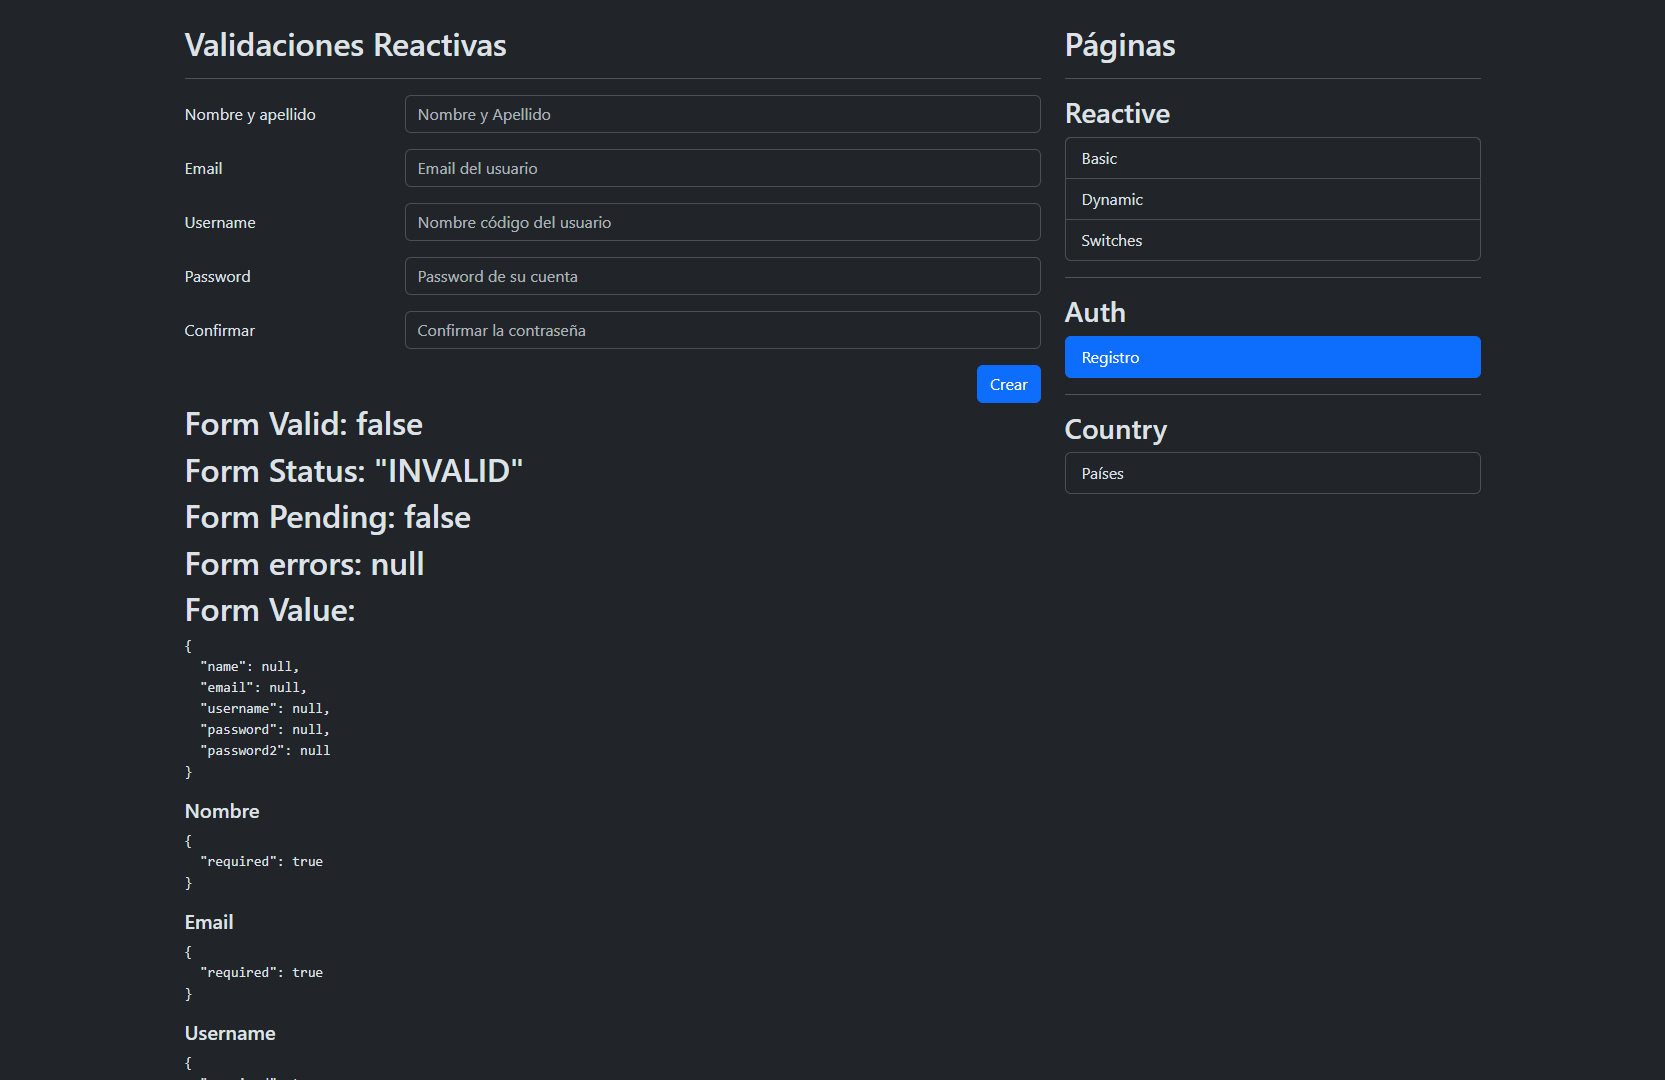 Validaciones Reactivas
Nombre y apellido
Nombre y Apellido
Email
Email del usuario
Username
Nombre código del usuario
Password
Password de su cuenta
Confirmar
Confirmar la contraseña
Crear
Form Valid: false
Form Status: "INVALID"
Form Pending: false
Form errors: null
Form Value:
{
  "name": null,
  "email": null,
  "username": null,
  "password": null,
  "password2": null
}
Nombre
{
  "required": true
}
Email
{
  "required": true
}
Username
{
Páginas
Reactive
Basic
Dynamic
Switches
Auth
Registro
Country
Países